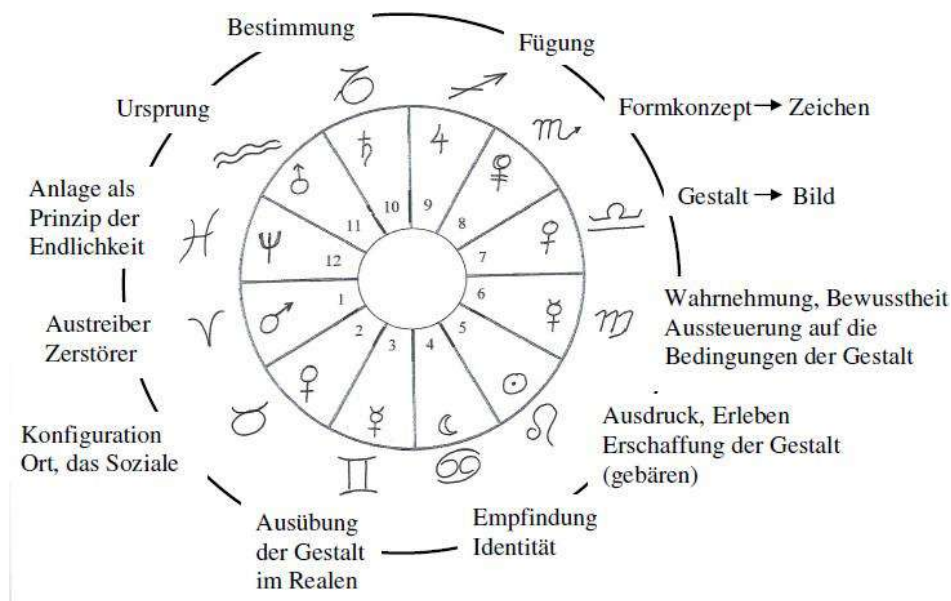 Bestimmung
Fügung
Ursprung
Formkonzept → Zeichen
Anlage als
Prinzip der
Endlichkeit
Gestalt → Bild
Austreiber
Zerstörer
Wahrnehmung, Bewusstheit
Aussteuerung auf die
Bedingungen der Gestalt
Konfiguration
Ort, das Soziale
Ausdruck, Erleben
Erschaffung der Gestalt
(gebären)
Ausübung
der Gestalt
im Realen
Empfindung
Identität
1
2
3
4
5
6
7
8
9
10
11
12